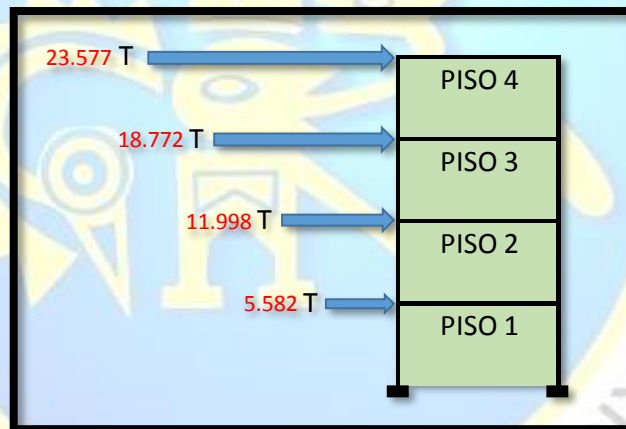 23.577 T
PISO 4
18.772 T
PISO 3
11.998 T
PISO 2
5.582 T
PISO 1